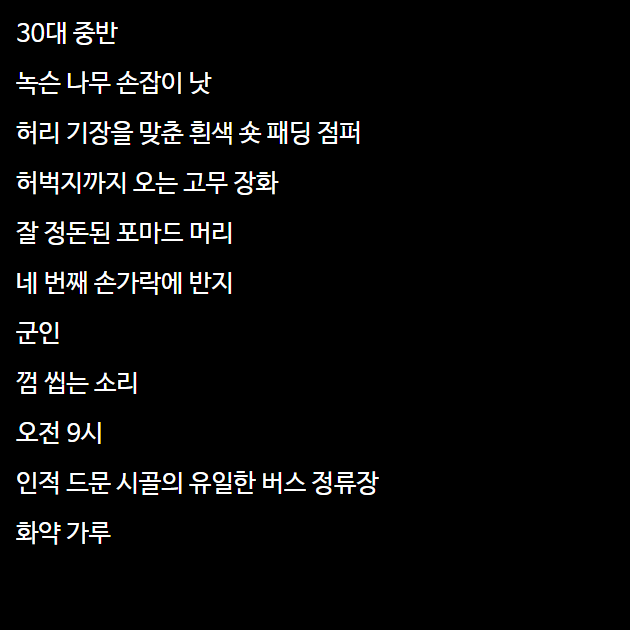 30대 중반
녹슨 나무 손잡이 낫
허리 기장을 맞춘 흰색 숏 패딩 점퍼
허벅지까지 오는 고무 장화
잘 정돈된 포마드 머리
네 번째 손가락에 반지
군인
껌 씹는 소리
오전 9시
인적 드문 시골의 유일한 버스 정류장
화약 가루